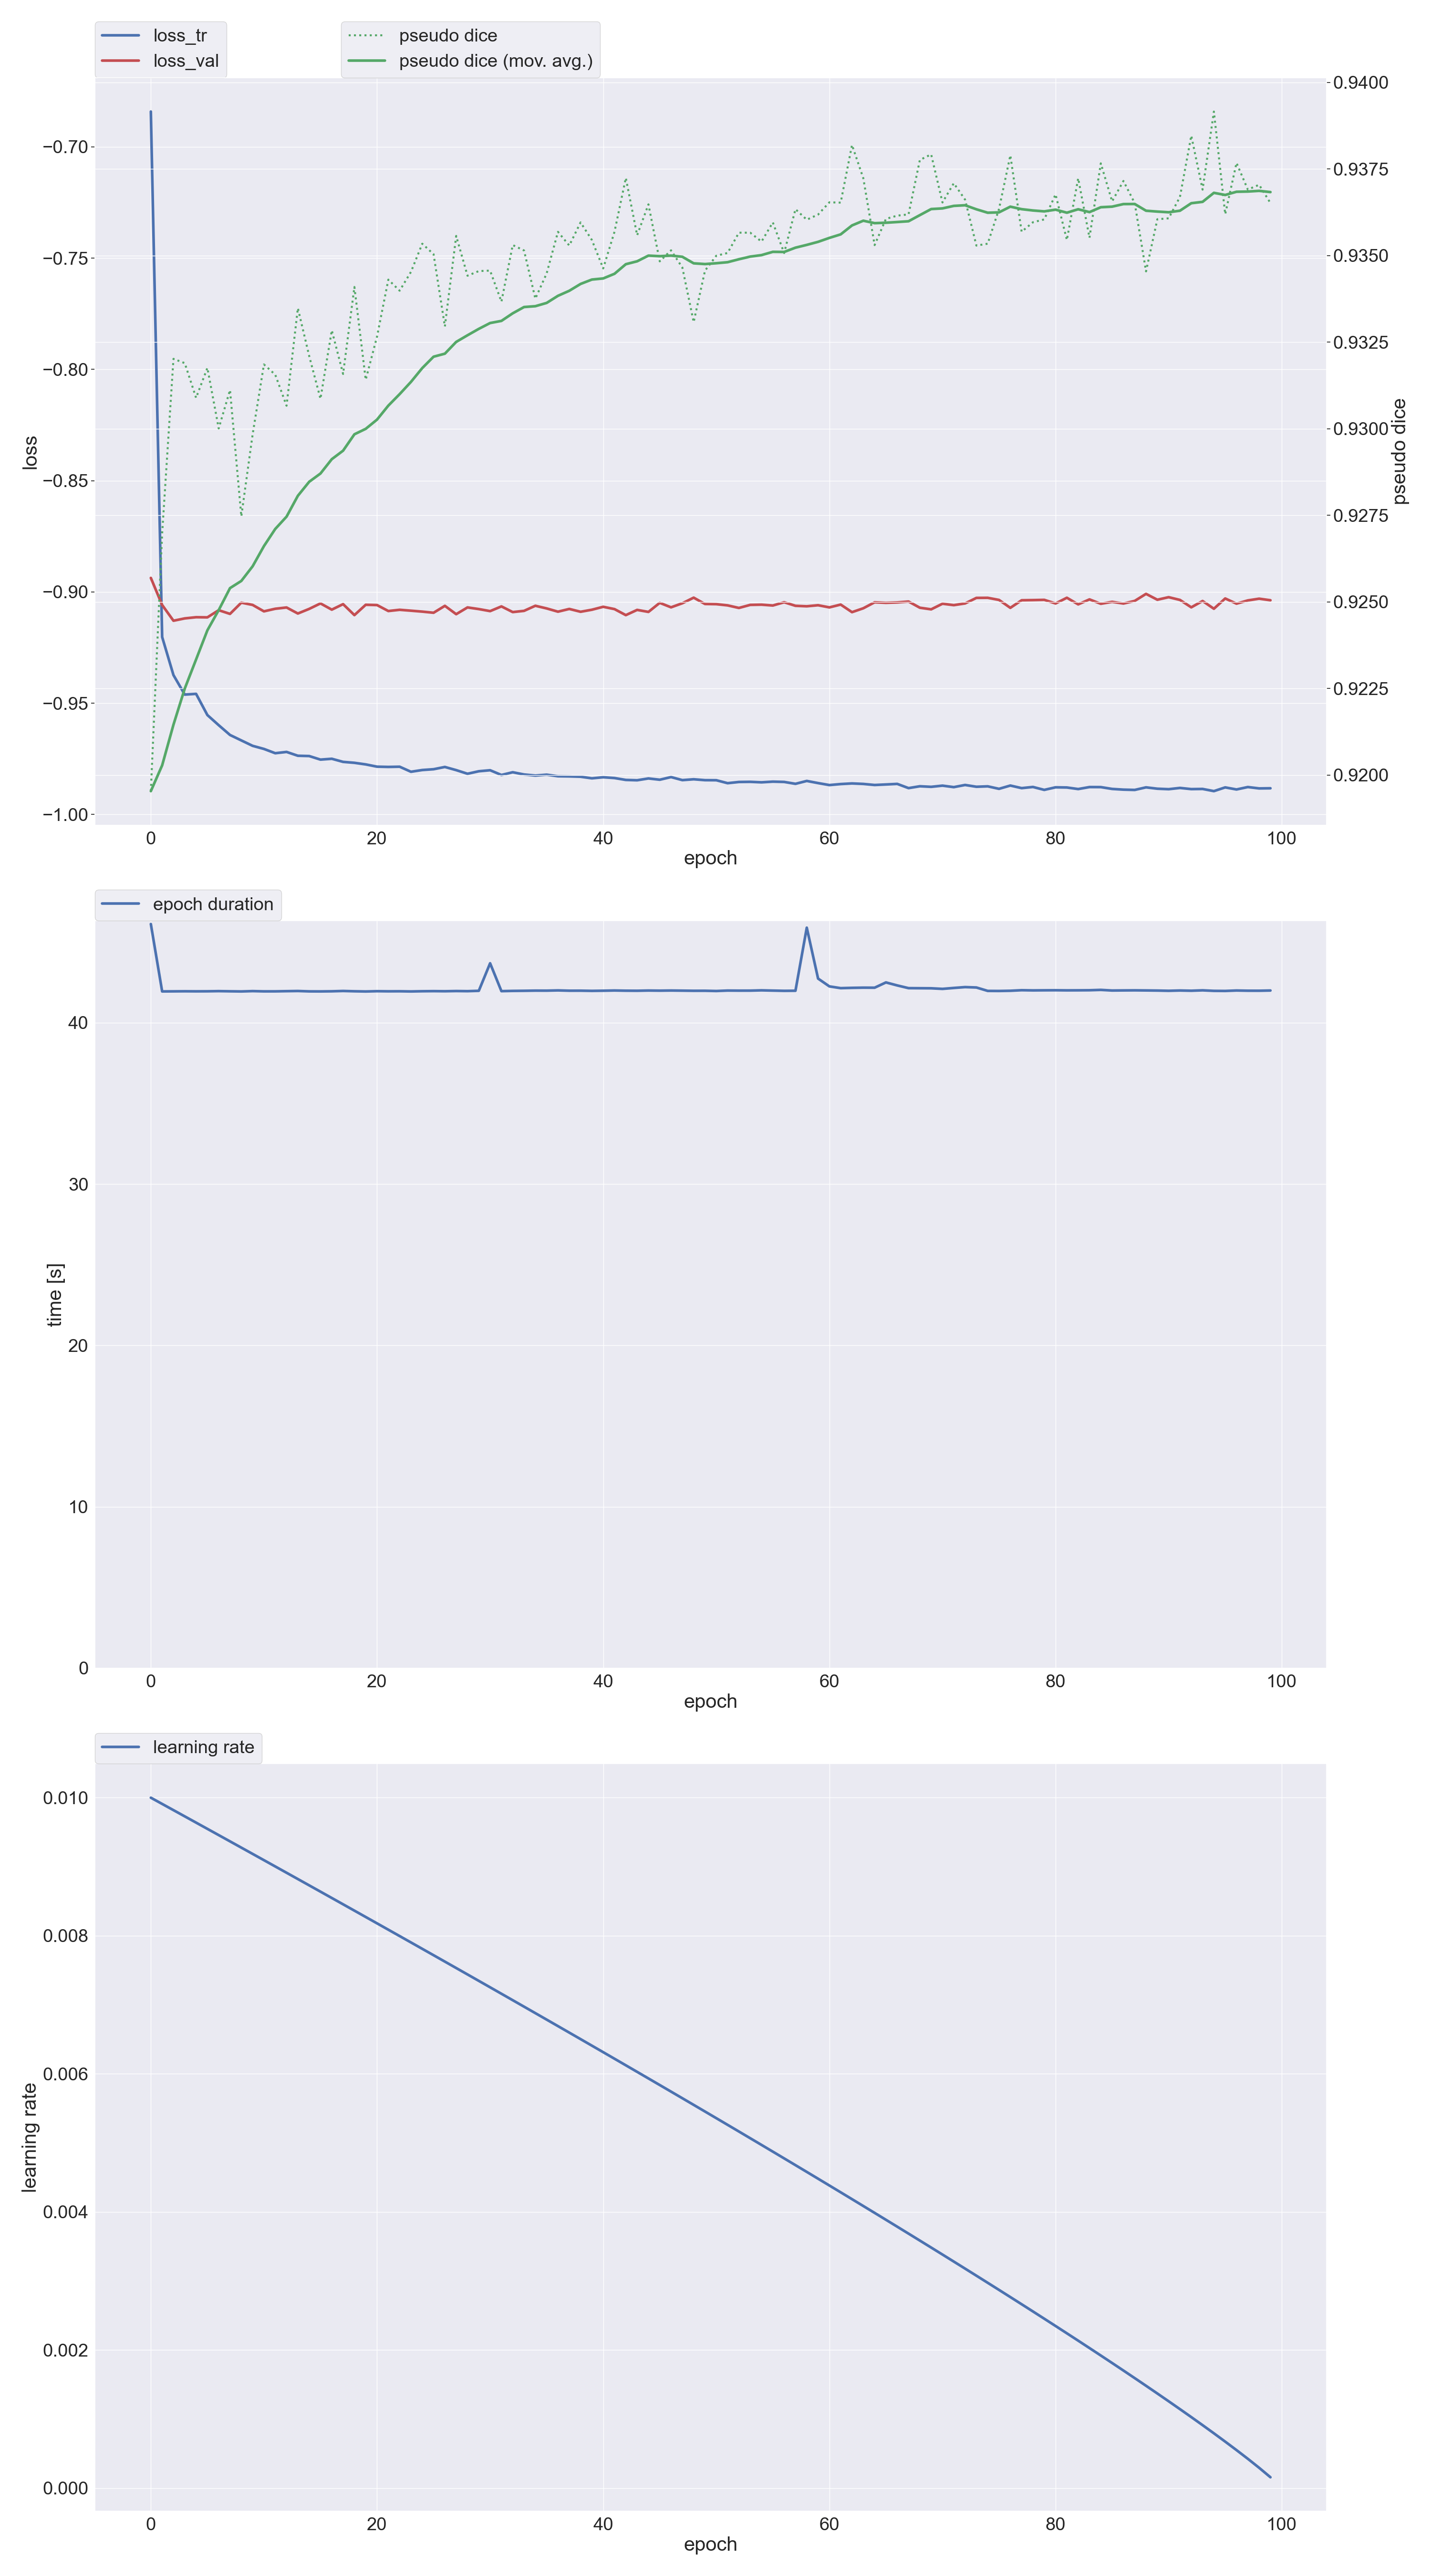 loss_tr
loss_val
pseudo dice
pseudo dice (mov. avg.)
−0.70
−0.75
−0.80
−0.85
−0.90
−0.95
−1.00
loss
0.9400
0.9375
0.9350
0.9325
0.9300
0.9275
0.9250
0.9225
0.9200
pseudo dice
0 20 40 60 80 100
epoch
epoch duration
40
30
20
10
0
time [s]
0 20 40 60 80 100
epoch
learning rate
0.010
0.008
0.006
0.004
0.002
0.000
learning rate
0 20 40 60 80 100
epoch